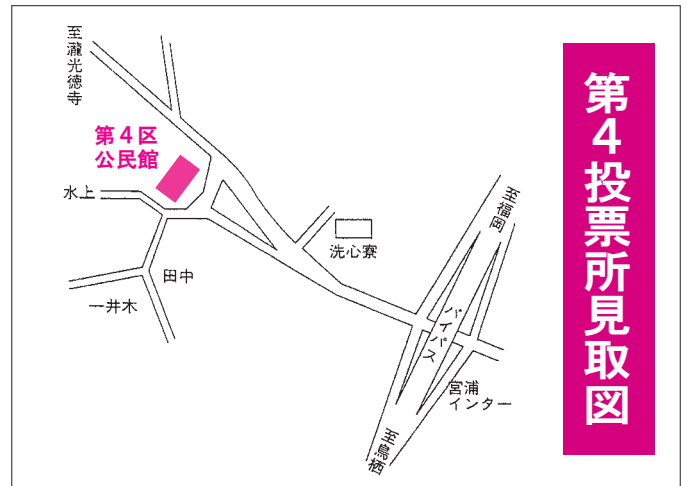 第4投票所見取図
至瀧光徳寺
第4区
公民館
水上
田中
一井木
洗心寮
至福岡
バイパス
宮浦
インター
至鳥栖